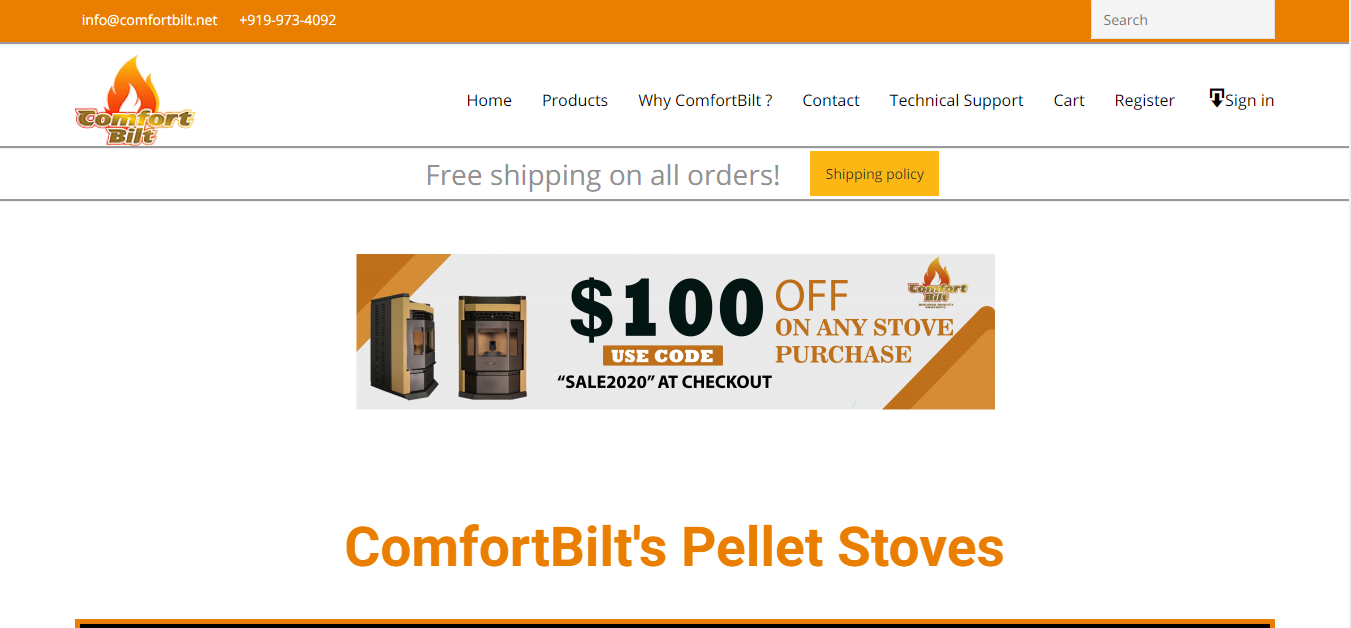 info@comfortbilt.net +919-973-4092 Search
Comfort
Bilt
Home Products Why ComfortBilt ? Contact Technical Support Cart Register Sign in
Free shipping on all orders! Shipping policy
$100 OFF
ON ANY STOVE
PURCHASE
USE CODE
“SALE2020” AT CHECKOUT
Comfort
Bilt
ComfortBilt's Pellet Stoves